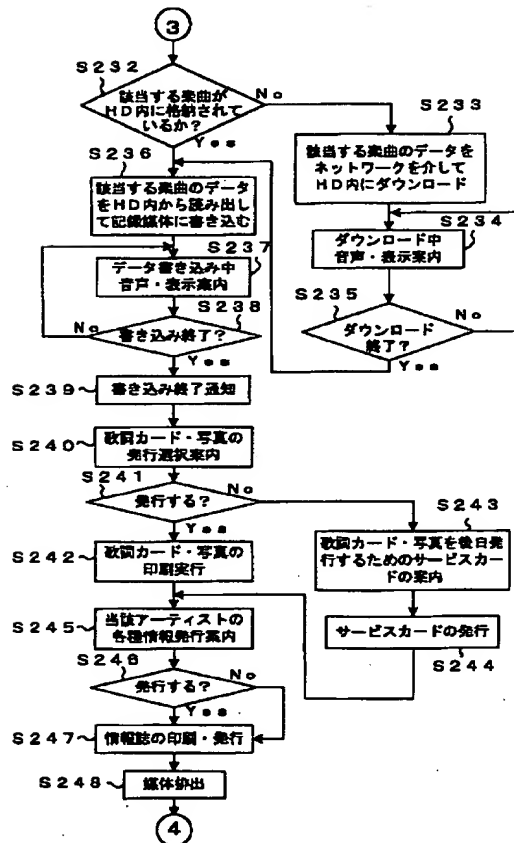 3
S232
該当する楽曲が
HD内に格納されて
いるか?
No
Yes
S233
該当する楽曲のデータを
ネットワークを介して
HD内にダウンロード
S234
ダウンロード中
音声・表示案内
S235
ダウンロード
終了?
No
Yes
S236
該当する楽曲のデータ
をHD内から読み出し
て記録媒体に書き込む
S237
データ書き込み中
音声・表示案内
S238
書き込み終了?
No
Yes
S239
書き込み終了通知
S240
歌詞カード・写真の
発行選択案内
S241
発行する?
No
Yes
S242
歌詞カード・写真の
印刷実行
S243
歌詞カード・写真を後日発
行するためのサービスカー
ドの案内
サービスカードの発行
S244
S245
当該アーティストの
各種情報発行案内
S246
発行する?
No
Yes
S247
情報誌の印刷・発行
S248
媒体排出
4